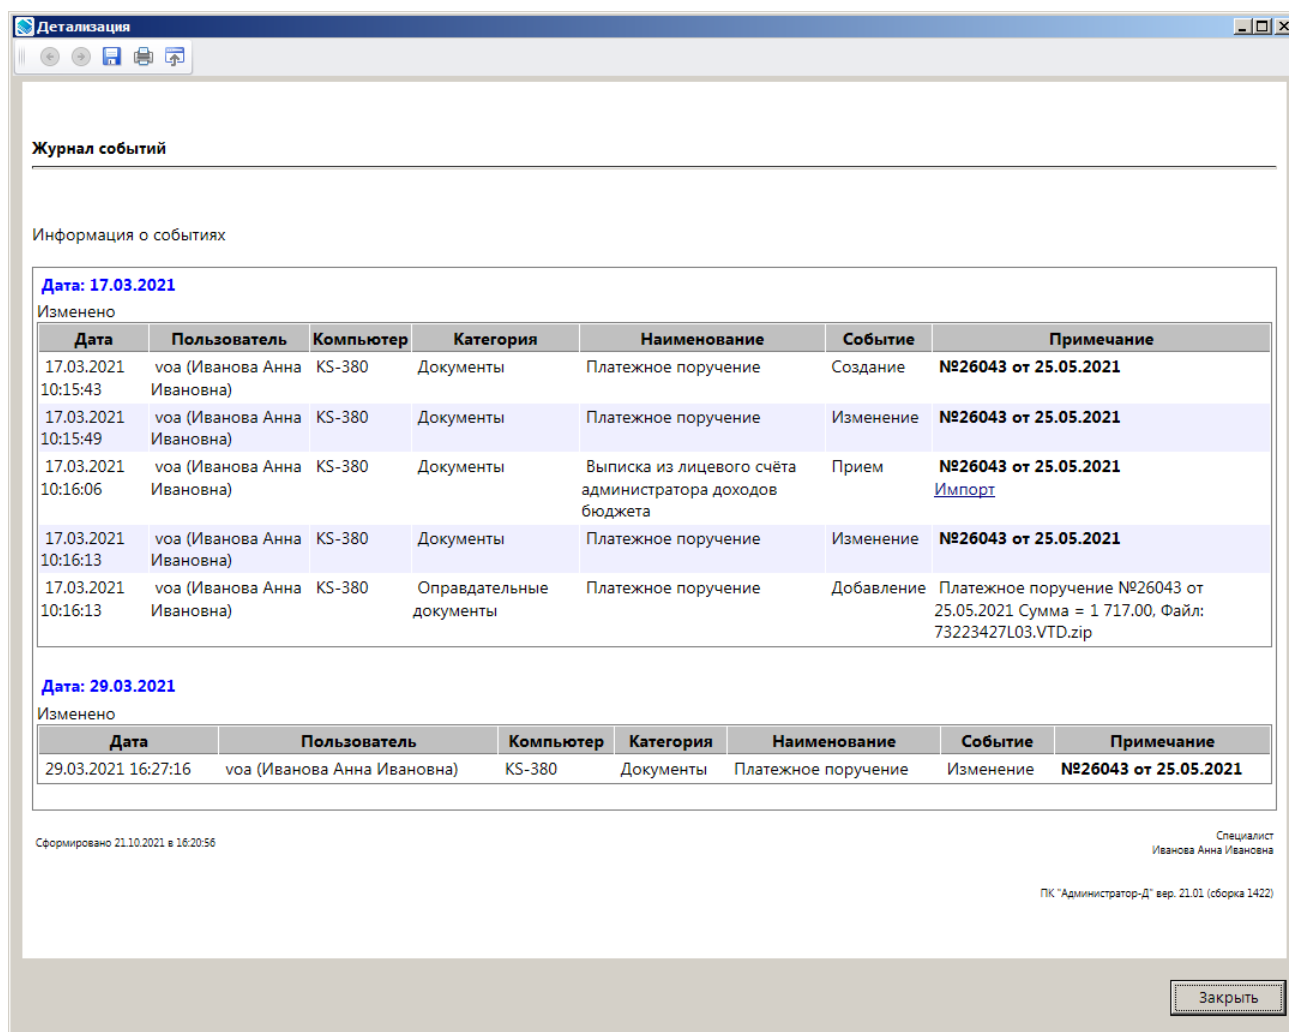 Детализация
Журнал событий
Информация о событиях
Дата: 17.03.2021
Изменено
Дата Пользователь Компьютер Категория Наименование Событие Примечание
17.03.2021 voa (Иванова Анна KS-380 Документы Платежное поручение Создание №26043 от 25.05.2021
10:15:43 Ивановна)
17.03.2021 voa (Иванова Анна KS-380 Документы Платежное поручение Изменение №26043 от 25.05.2021
10:15:49 Ивановна)
17.03.2021 voa (Иванова Анна KS-380 Документы Выписка из лицевого счёта Прием №26043 от 25.05.2021
10:16:06 Ивановна) администратора доходов Импорт
бюджета
17.03.2021 voa (Иванова Анна KS-380 Документы Платежное поручение Изменение №26043 от 25.05.2021
10:16:13 Ивановна)
17.03.2021 voa (Иванова Анна KS-380 Оправдательные Платежное поручение Добавление Платежное поручение №26043 от
10:16:13 Ивановна) документы 25.05.2021 Сумма = 1 717.00, Файл:
73223427L03.VTD.zip
Дата: 29.03.2021
Изменено
Дата Пользователь Компьютер Категория Наименование Событие Примечание
29.03.2021 16:27:16 voa (Иванова Анна Ивановна) KS-380 Документы Платежное поручение Изменение №26043 от 25.05.2021
Сформировано 21.10.2021 в 16:20:56
Специалист
Иванова Анна Ивановна
ПК "Администратор-Д" вер. 21.01 (сборка 1422)
Закрыть